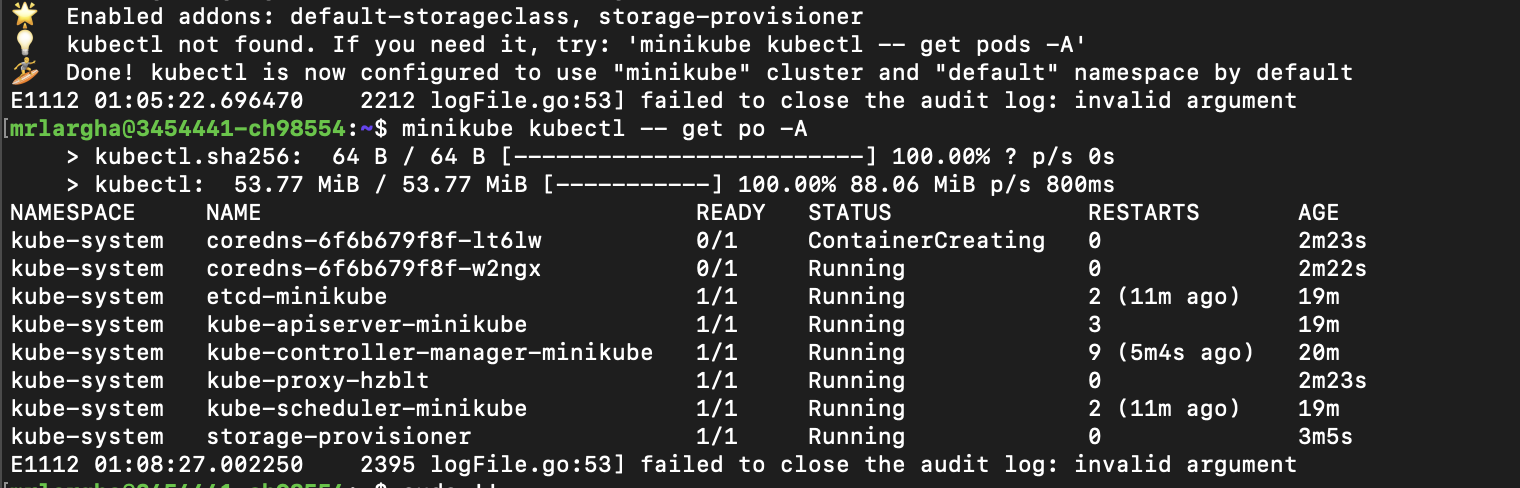 Enabled addons: default-storageclass, storage-provisioner
kubectl not found. If you need it, try: 'minikube kubectl -- get pods -A'
Done! kubectl is now configured to use "minikube" cluster and "default" namespace by default
E1112 01:05:22.696470    2212 logFile.go:53] failed to close the audit log: invalid argument
[mrlargha@3454441-ch98554:~$ minikube kubectl -- get po -A
    > kubectl.sha256:  64 B / 64 B [--------------------------] 100.00% ? p/s 0s
    > kubectl:  53.77 MiB / 53.77 MiB [-----------] 100.00% 88.06 MiB p/s 800ms
NAMESPACE     NAME                               READY   STATUS              RESTARTS       AGE
kube-system   coredns-6f6b679f8f-lt6lw           0/1     ContainerCreating   0              2m23s
kube-system   coredns-6f6b679f8f-w2ngx           0/1     Running             0              2m22s
kube-system   etcd-minikube                      1/1     Running             2 (11m ago)    19m
kube-system   kube-apiserver-minikube            1/1     Running             3              19m
kube-system   kube-controller-manager-minikube   1/1     Running             9 (5m4s ago)   20m
kube-system   kube-proxy-hzblt                   1/1     Running             0              2m23s
kube-system   kube-scheduler-minikube            1/1     Running             2 (11m ago)    19m
kube-system   storage-provisioner                1/1     Running             0              3m5s
E1112 01:08:27.002250    2395 logFile.go:53] failed to close the audit log: invalid argument